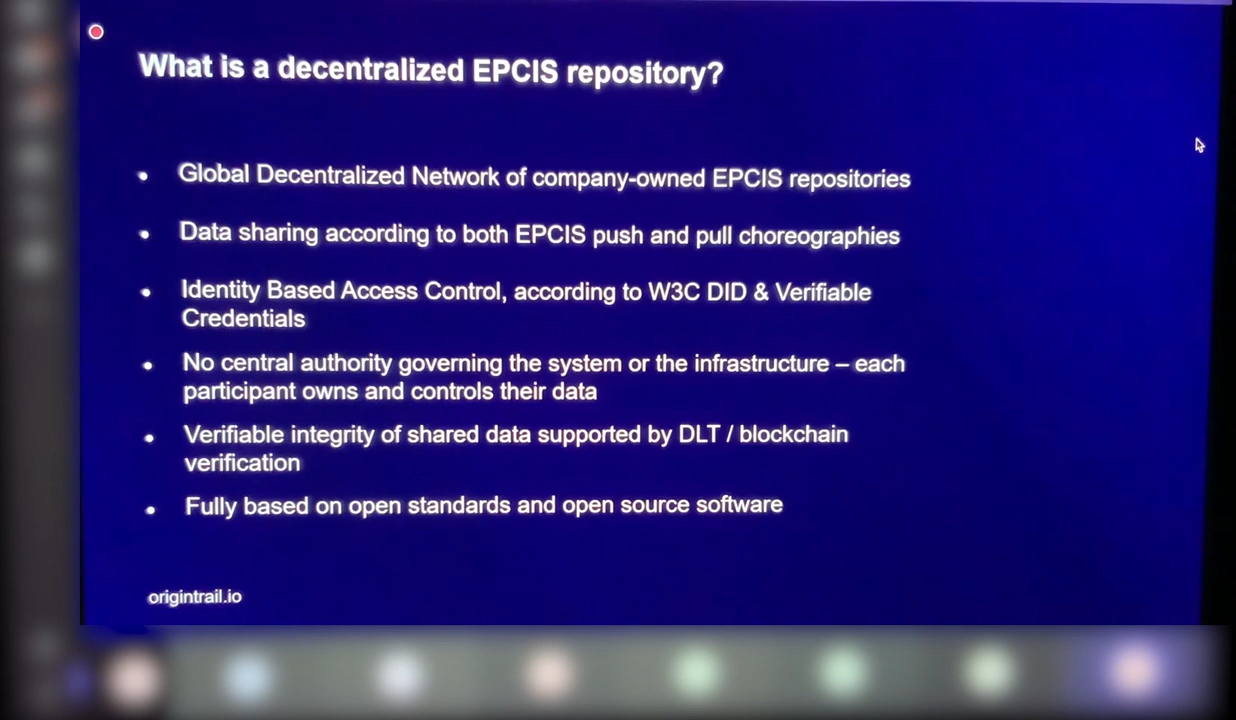 What is a decentralized EPCIS repository?
• Global Decentralized Network of company-owned EPCIS repositories
• Data sharing according to both EPCIS push and pull choreographies
• Identity Based Access Control, according to W3C DID & Verifiable
Credentials
• No central authority governing the system or the infrastructure – each
participant owns and controls their data
• Verifiable integrity of shared data supported by DLT / blockchain
verification
• Fully based on open standards and open source software
origintrail.io